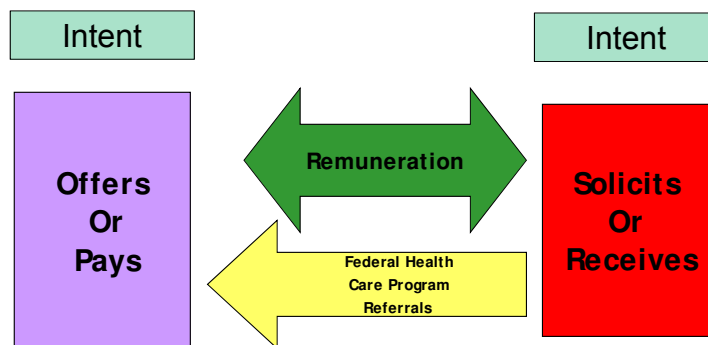 Intent
Intent
Offers
Or
Pays
Remuneration
Solicits
Or
Receives
Federal Health
Care Program
Referrals